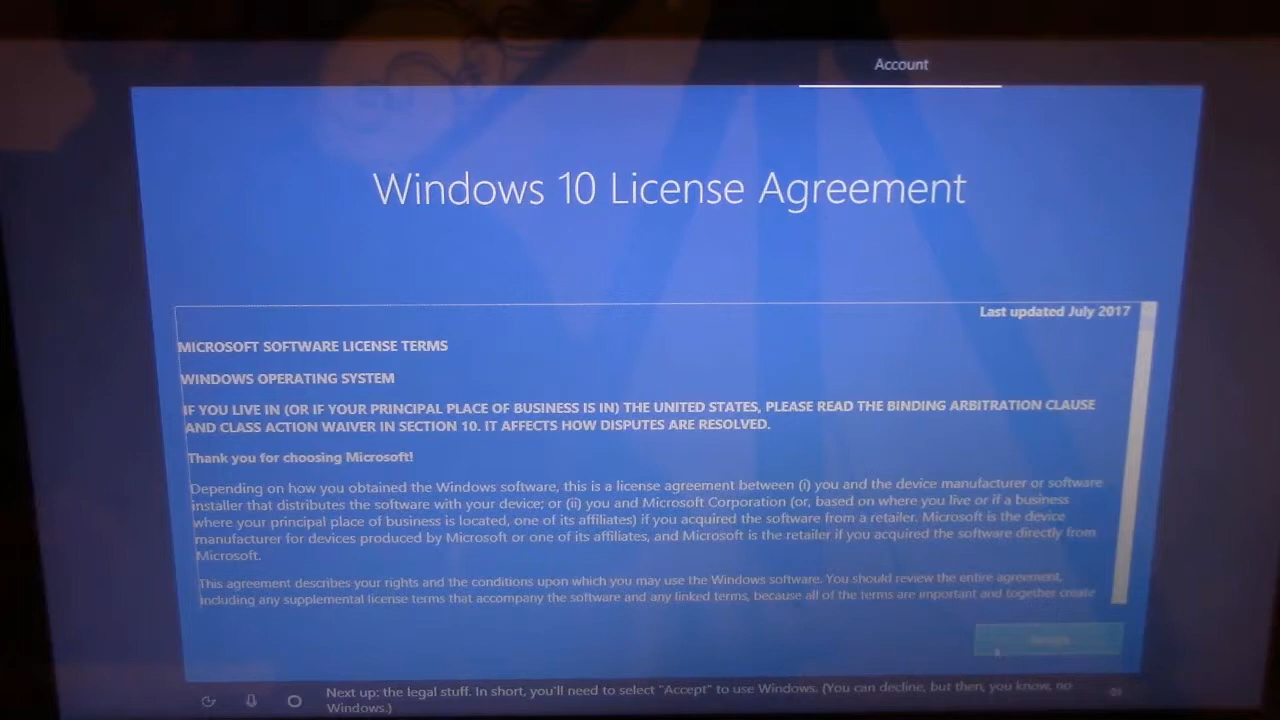 Account
Windows 10 License Agreement
Last updated July 2017
MICROSOFT SOFTWARE LICENSE TERMS
WINDOWS OPERATING SYSTEM
IF YOU LIVE IN (OR IF YOUR PRINCIPAL PLACE OF BUSINESS IS IN) THE UNITED STATES, PLEASE READ THE BINDING ARBITRATION CLAUSE
AND CLASS ACTION WAIVER IN SECTION 10. IT AFFECTS HOW DISPUTES ARE RESOLVED.
Thank you for choosing Microsoft!
Depending on how you obtained the Windows software, this is a license agreement between (i) you and the device manufacturer or software
installer that distributes the software with your device; or (ii) you and Microsoft Corporation (or, based on where you live or if a business
where your principal place of business is located, one of its affiliates) if you acquired the software from a retailer. Microsoft is the device
manufacturer for devices produced by Microsoft or one of its affiliates, and Microsoft is the retailer if you acquired the software directly from
Microsoft.
This agreement describes your rights and the conditions upon which you may use the Windows software. You should review the entire agreement,
including any supplemental license terms that accompany the software and any linked terms, because all of the terms are important and together create
Next up: the legal stuff. In short, you'll need to select "Accept" to use Windows. (You can decline, but then, you know, no
Windows.)